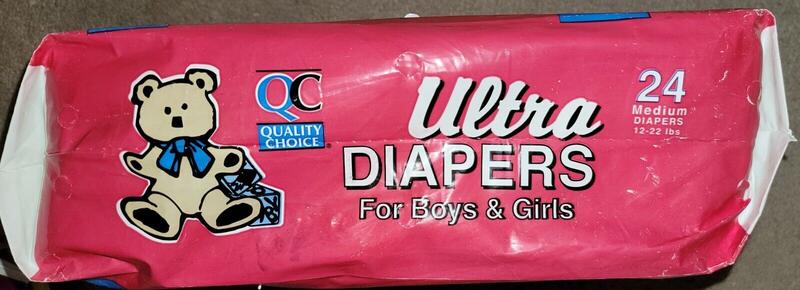 QC
QUALITY
CHOICE
Ultra
DIAPERS
For Boys & Girls
24
Medium
DIAPERS
12-22 lbs